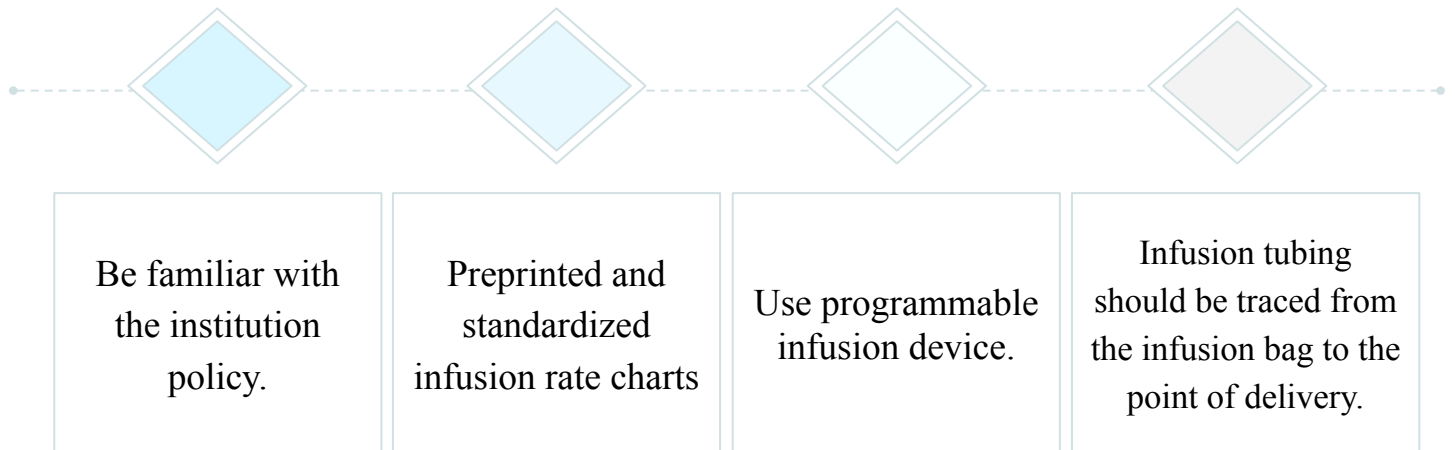 Be familiar with
the institution
policy.
Preprinted and
standardized
infusion rate charts
Use programmable
infusion device.
Infusion tubing
should be traced from
the infusion bag to the
point of delivery.